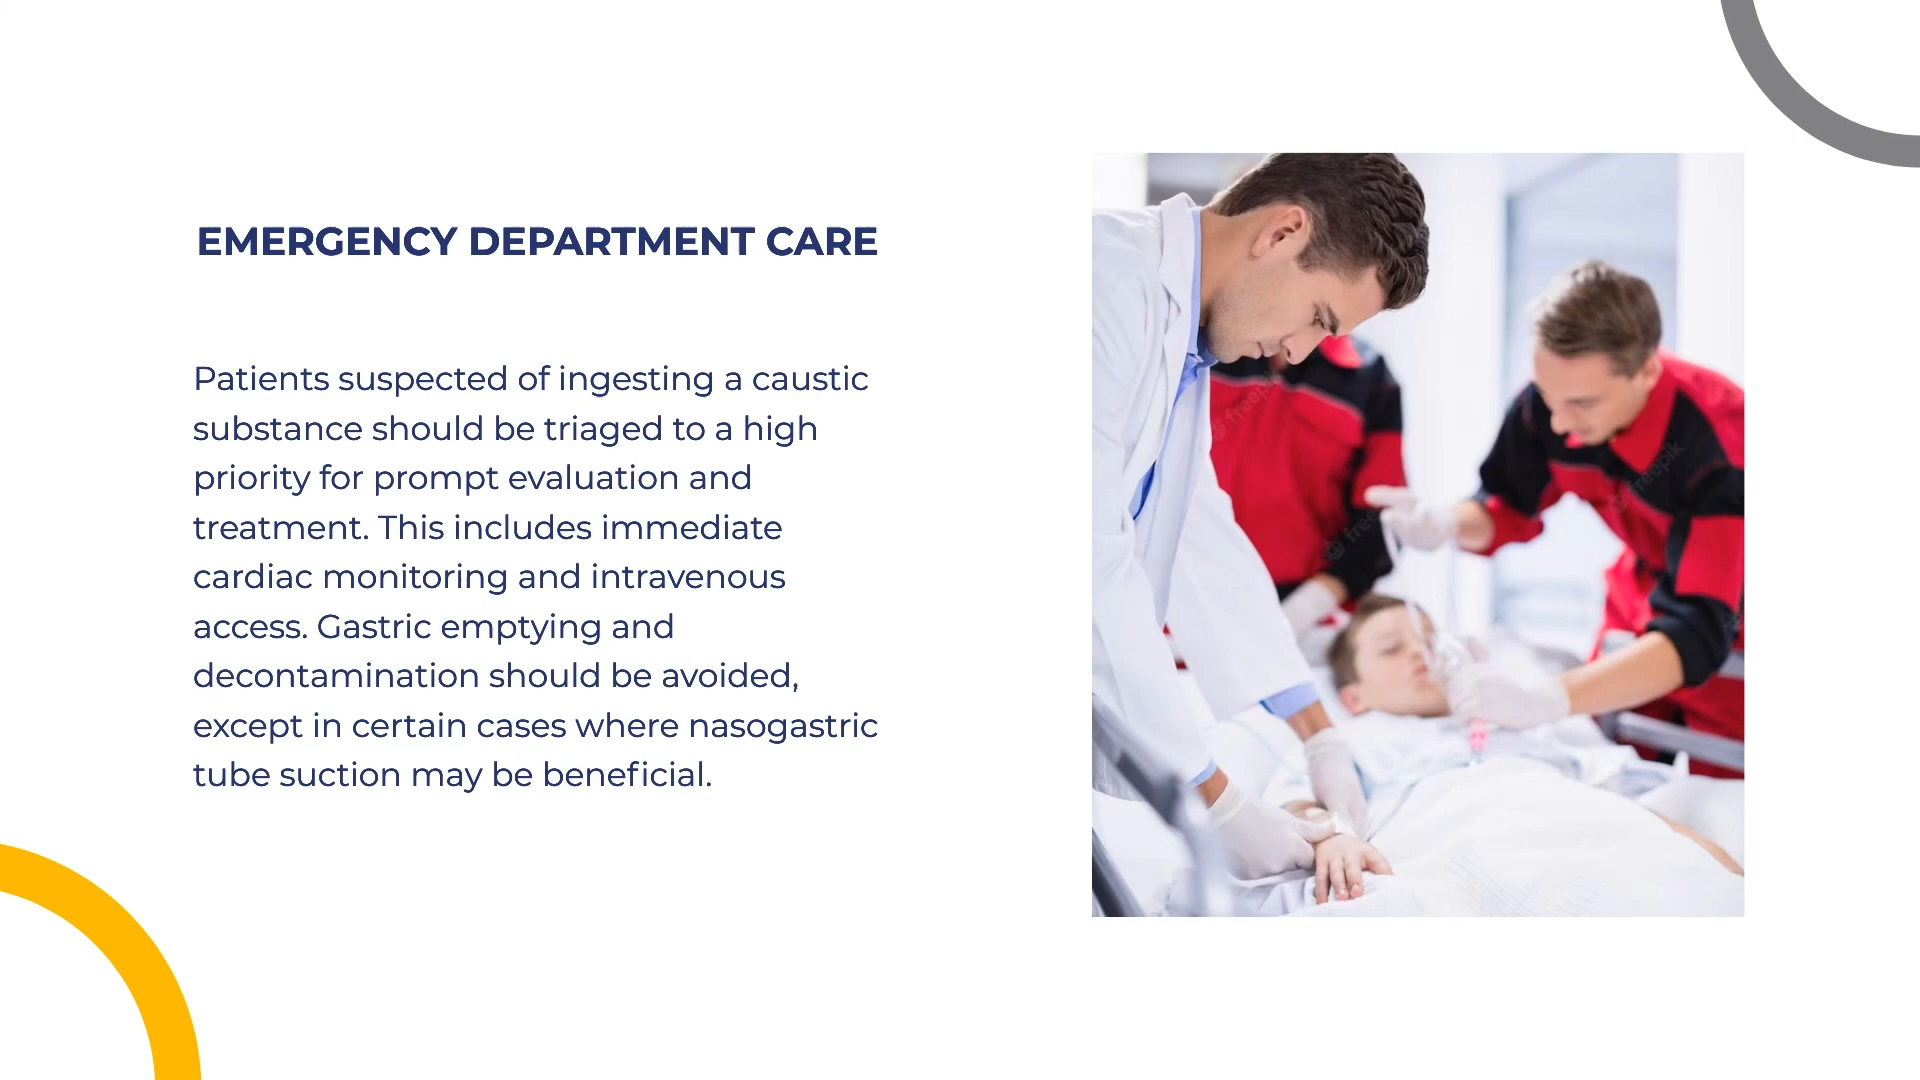 EMERGENCY DEPARTMENT CARE
Patients suspected of ingesting a caustic
substance should be triaged to a high
priority for prompt evaluation and
treatment. This includes immediate
cardiac monitoring and intravenous
access. Gastric emptying and
decontamination should be avoided,
except in certain cases where nasogastric
tube suction may be beneficial.
freepik